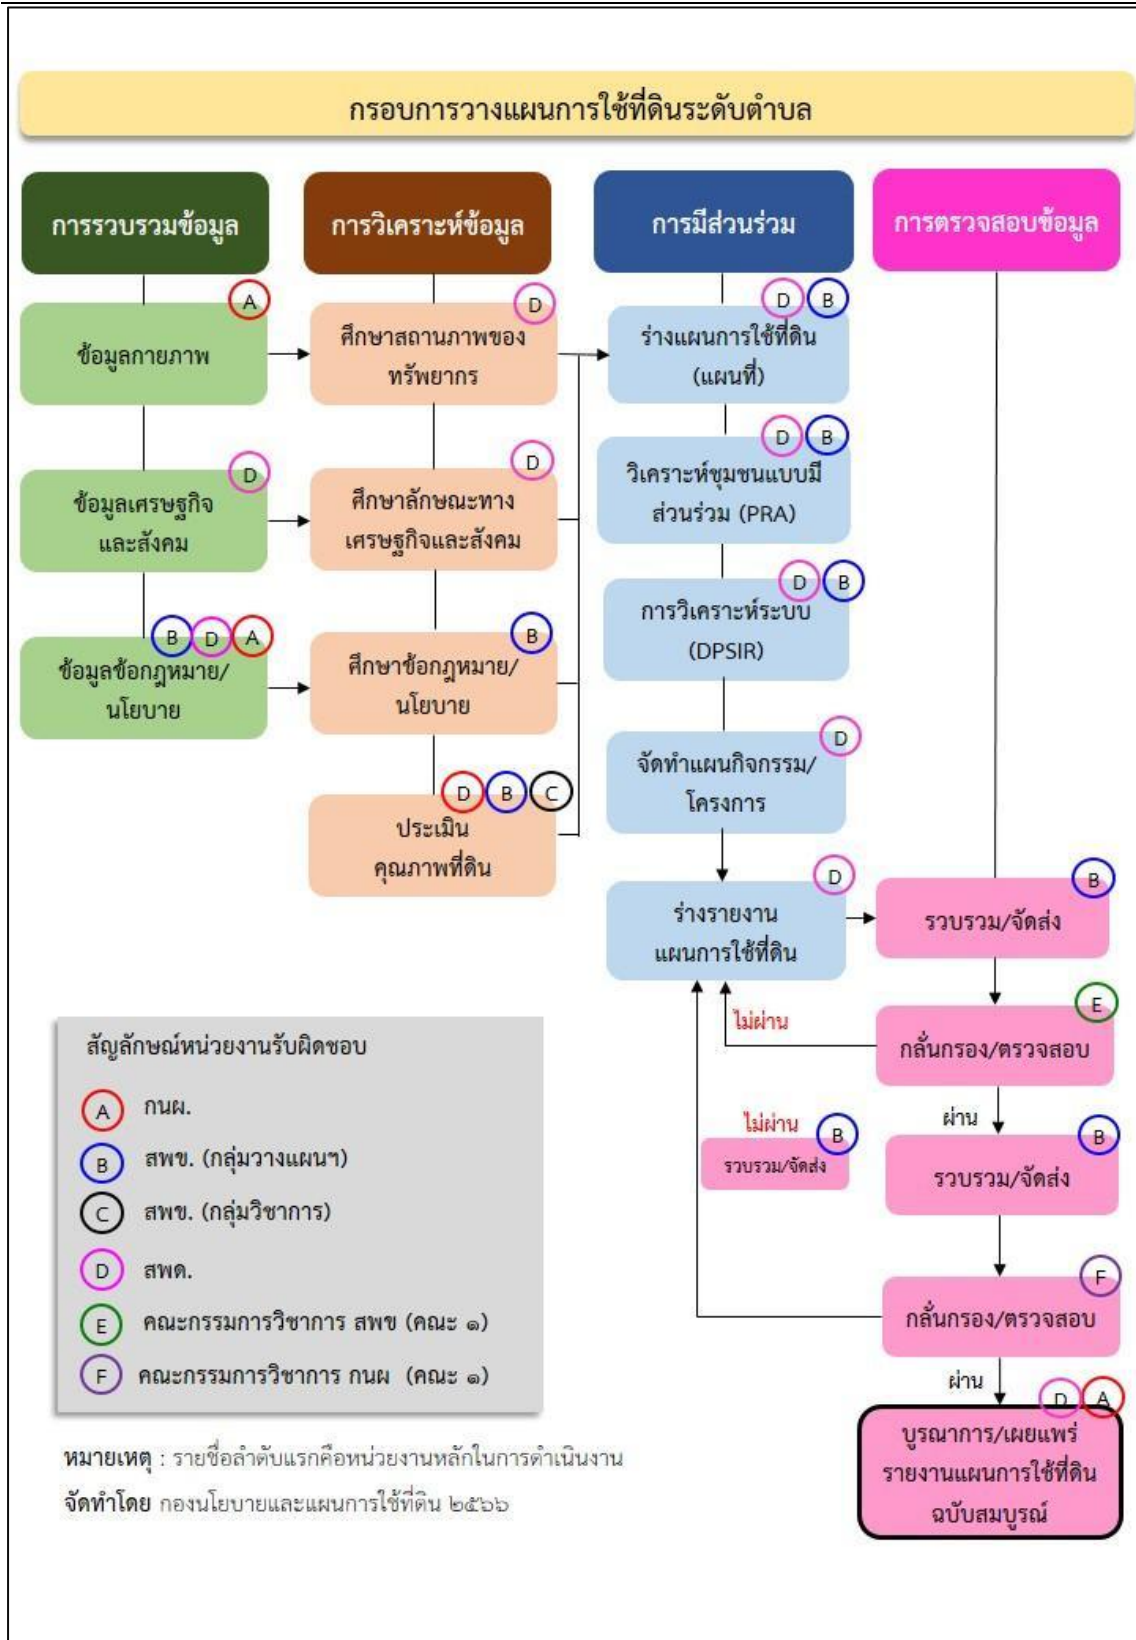 กรอบการวางแผนการใช้ที่ดินระดับตำบล
การรวบรวมข้อมูล
การวิเคราะห์ข้อมูล
การมีส่วนร่วม
การตรวจสอบข้อมูล
A
ข้อมูลกายภาพ
D
ข้อมูลเศรษฐกิจ
และสังคม
B D A
ข้อมูลข้อกฎหมาย/
นโยบาย
D
ศึกษาสถานภาพของ
ทรัพยากร
D
ศึกษาลักษณะทาง
เศรษฐกิจและสังคม
B
ศึกษาข้อกฎหมาย/
นโยบาย
D B C
ประเมิน
คุณภาพที่ดิน
D B
ร่างแผนการใช้ที่ดิน
(แผนที่)
D B
วิเคราะห์ชุมชนแบบมี
ส่วนร่วม (PRA)
D B
การวิเคราะห์ระบบ
(DPSIR)
D
จัดทำแผนกิจกรรม/
โครงการ
D
ร่างรายงาน
แผนการใช้ที่ดิน
B
รวบรวม/จัดส่ง
E
กลั่นกรอง/ตรวจสอบ
ไม่ผ่าน
ผ่าน
B
รวบรวม/จัดส่ง
ไม่ผ่าน
B
รวบรวม/จัดส่ง
F
กลั่นกรอง/ตรวจสอบ
ผ่าน
D A
บูรณาการ/เผยแพร่
รายงานแผนการใช้ที่ดิน
ฉบับสมบูรณ์
สัญลักษณ์หน่วยงานรับผิดชอบ
A กนผ.
B สพข. (กลุ่มวางแผนฯ)
C สพข. (กลุ่มวิชาการ)
D สพด.
E คณะกรรมการวิชาการ สพข (คณะ ๑)
F คณะกรรมการวิชาการ กนผ (คณะ ๑)
หมายเหตุ : รายชื่อลำดับแรกคือหน่วยงานหลักในการดำเนินงาน
จัดทำโดย กองนโยบายและแผนการใช้ที่ดิน ๒๕๖๖